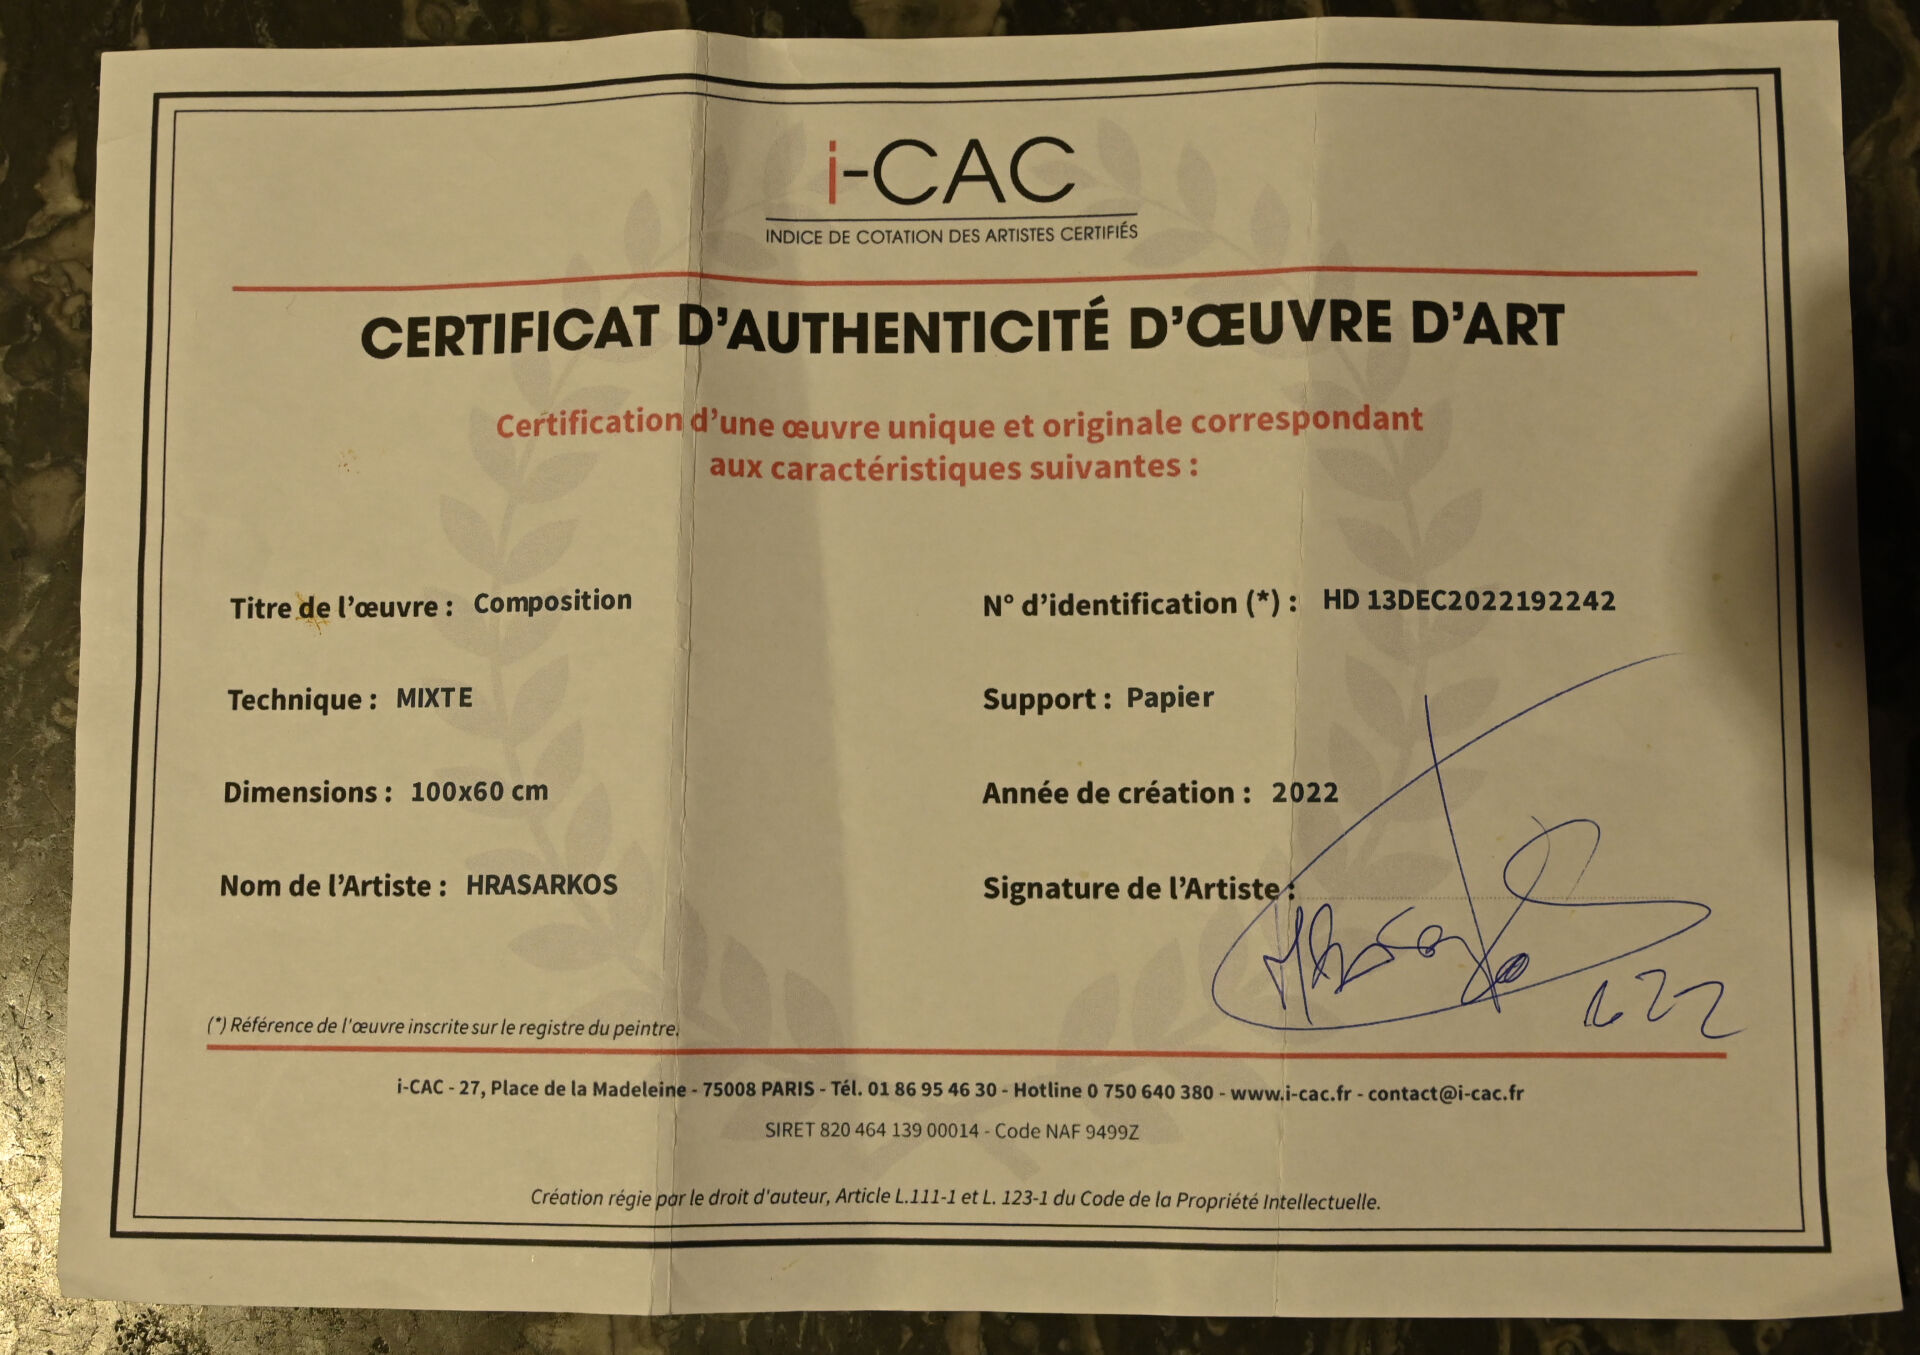 i-CAC
INDICE DE COTATION DES ARTISTES CERTIFIÉS
CERTIFICAT D'AUTHENTICITÉ D'ŒUVRE D'ART
Certification d'une œuvre unique et originale correspondant
aux caractéristiques suivantes :
Titre de l'œuvre : Composition
N° d'identification (*) : HD 13DEC2022192242
Technique : MIXTE
Support : Papier
Dimensions : 100x60 cm
Année de création : 2022
Nom de l'Artiste : HRASARKOS
Signature de l'Artiste :
(*) Référence de l'œuvre inscrite sur le registre du peintre.
i-CAC - 27, Place de la Madeleine - 75008 PARIS - Tél. 01 86 95 46 30 - Hotline 0 750 640 380 - www.i-cac.fr - contact@i-cac.fr
SIRET 820 464 139 00014 - Code NAF 9499Z
Création régie par le droit d'auteur, Article L.111-1 et L. 123-1 du Code de la Propriété Intellectuelle.